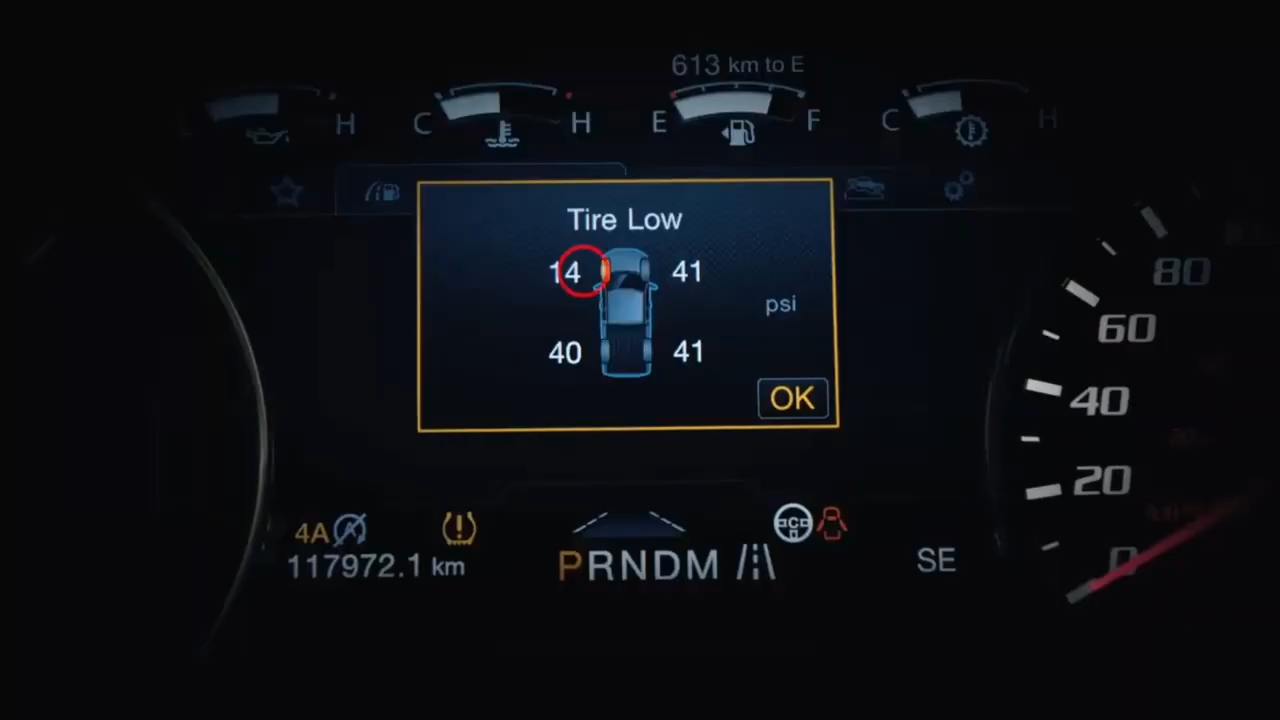 613 km to E
H
C H
E F
C H
Tire Low
14 41
psi
40 41
OK
80
60
40
20
0
4A
117972.1 km
PRNDM
C
SE